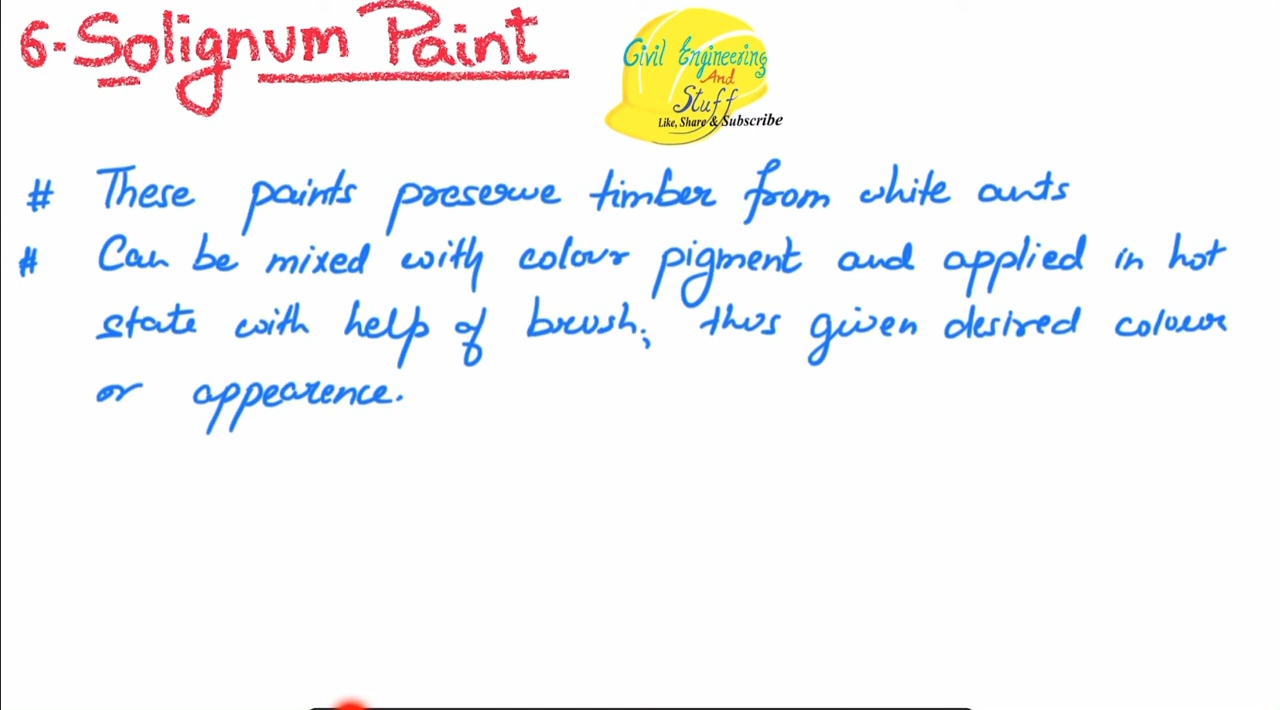 6-Solignum Paint
Civil Engineering
And
Stuff
Like, Share & Subscribe
# These paints preserve timber from white ants
# Can be mixed with colour pigment and applied in hot
state with help of brush; thus given desired colour
or appearence.